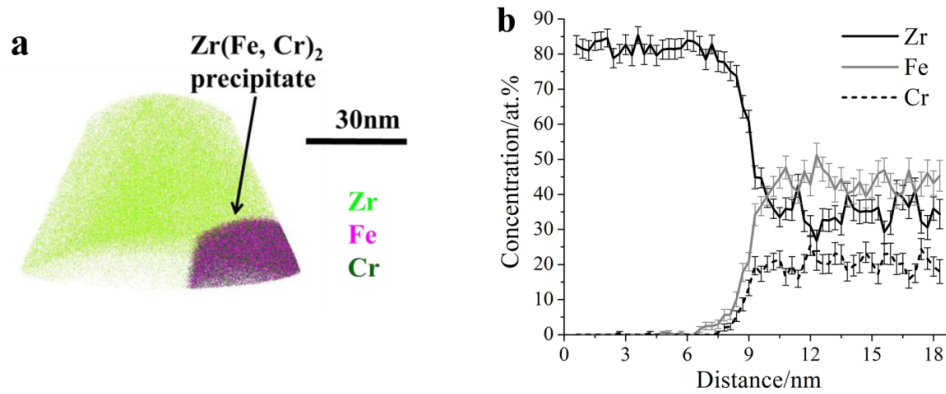 a
Zr(Fe, Cr)2
precipitate
30nm
Zr
Fe
Cr
b
Concentration/at.%
90
80
70
60
50
40
30
20
10
0
Zr
Fe
Cr
0 3 6 9 12 15 18
Distance/nm